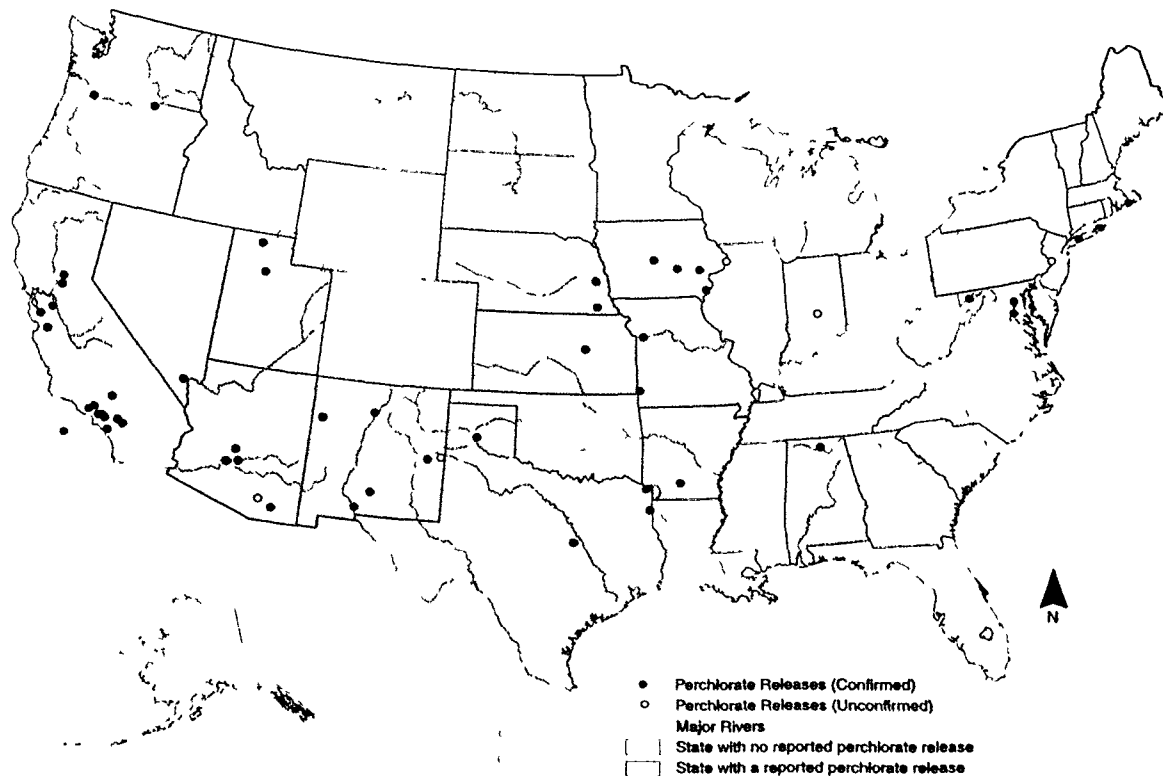 N
Perchlorate Releases (Confirmed)
Perchlorate Releases (Unconfirmed)
Major Rivers
State with no reported perchlorate release
State with a reported perchlorate release